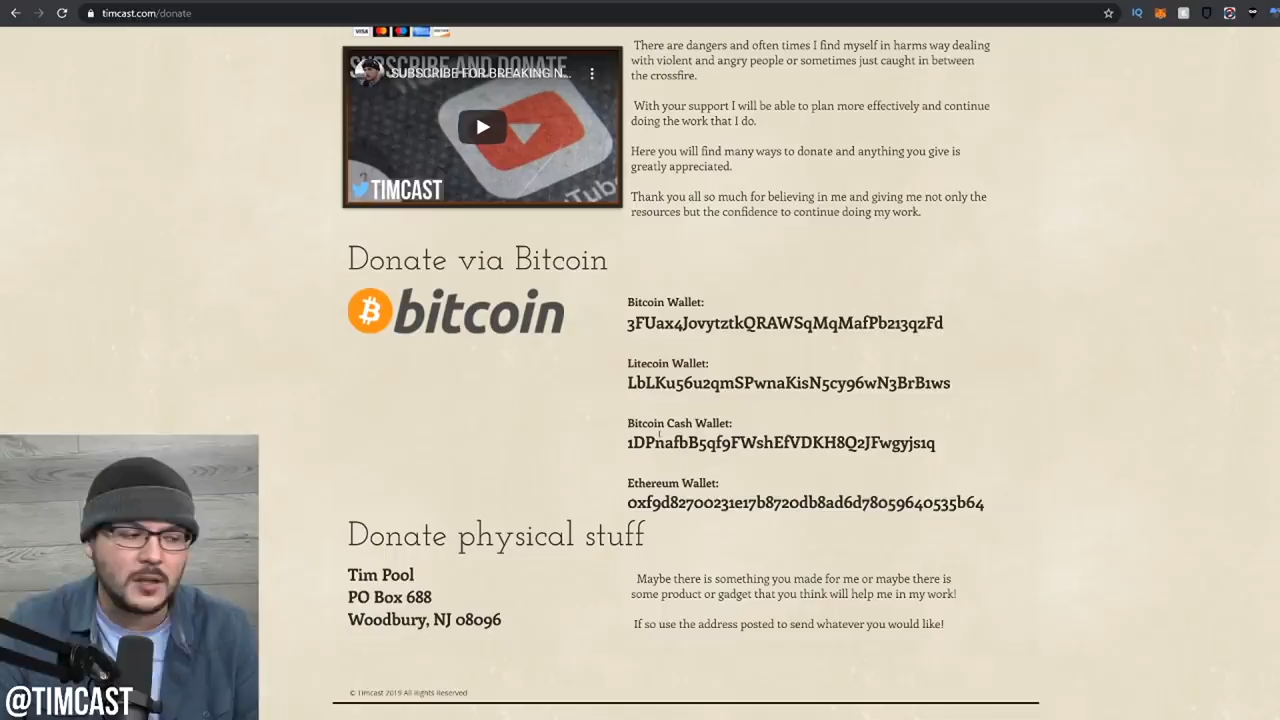 timcast.com/donate
SUBSCRIBE AND DONATE
SUBSCRIBE FOR BREAKING N...
TIMCAST
There are dangers and often times I find myself in harms way dealing
with violent and angry people or sometimes just caught in between
the crossfire.
With your support I will be able to plan more effectively and continue
doing the work that I do.
Here you will find many ways to donate and anything you give is
greatly appreciated.
Thank you all so much for believing in me and giving me not only the
resources but the confidence to continue doing my work.
Donate via Bitcoin
bitcoin
Bitcoin Wallet:
3FUax4JovytztkQRAWSqMqMafPb213qzFd
Litecoin Wallet:
LbLKu56u2qmSPwnaKisN5cy96wN3BrB1ws
Bitcoin Cash Wallet:
1DPnafbB5qf9FWshEfVDKH8Q2JFwgyjs1q
Ethereum Wallet:
0xf9d82700231e17b8720db8ad6d78059640535b64
Donate physical stuff
Tim Pool
PO Box 688
Woodbury, NJ 08096
Maybe there is something you made for me or maybe there is
some product or gadget that you think will help me in my work!
If so use the address posted to send whatever you would like!
© Timcast 2019 All Rights Reserved
@TIMCAST